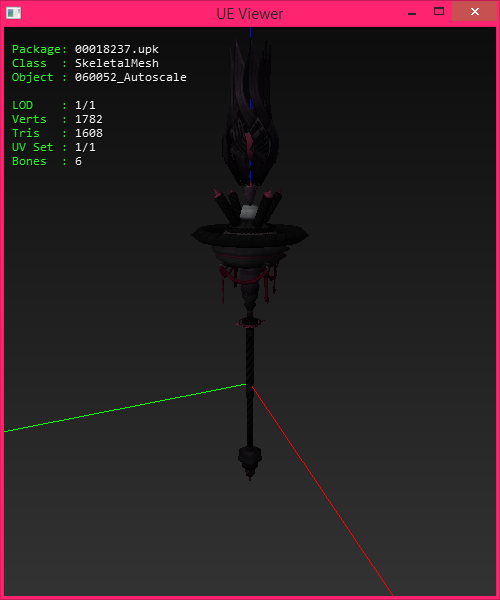 UE Viewer
Package: 00018237.upk
Class  : SkeletalMesh
Object : 060052_Autoscale
LOD    : 1/1
Verts  : 1782
Tris   : 1608
UV Set : 1/1
Bones  : 6